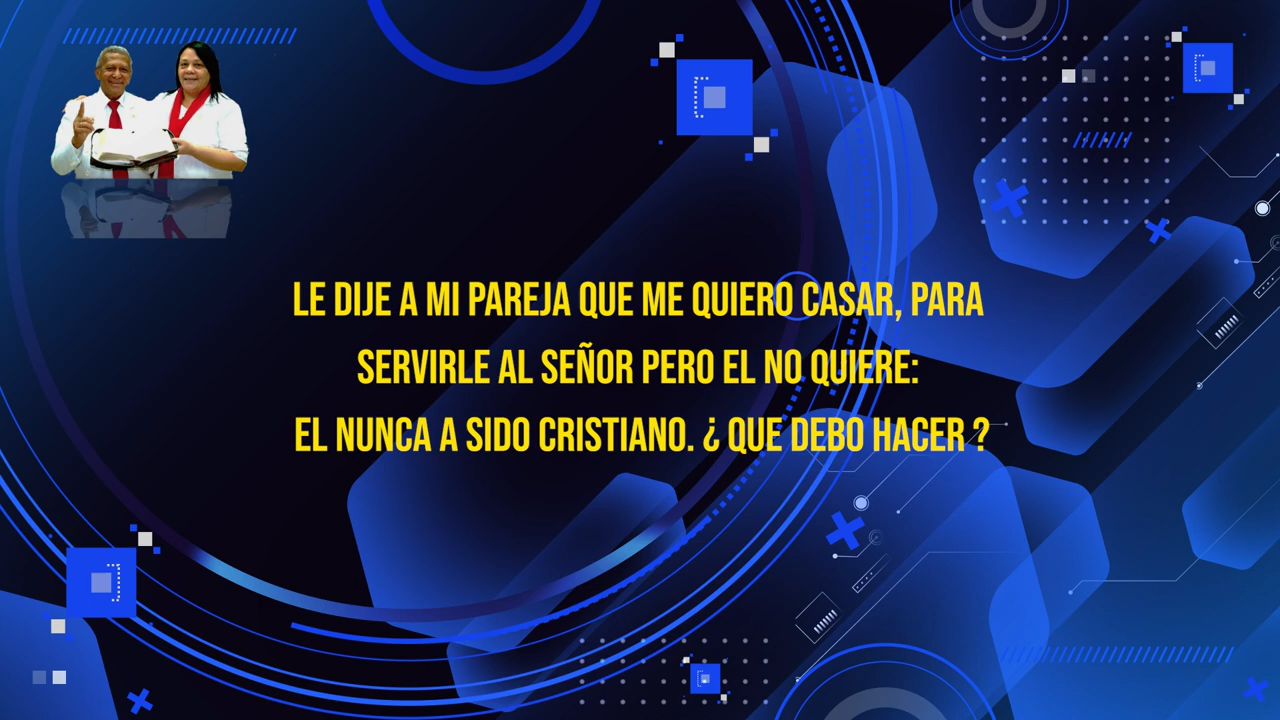 LE DIJE A MI PAREJA QUE ME QUIERO CASAR, PARA
SERVIRLE AL SEÑOR PERO EL NO QUIERE:
EL NUNCA A SIDO CRISTIANO. ¿ QUE DEBO HACER ?